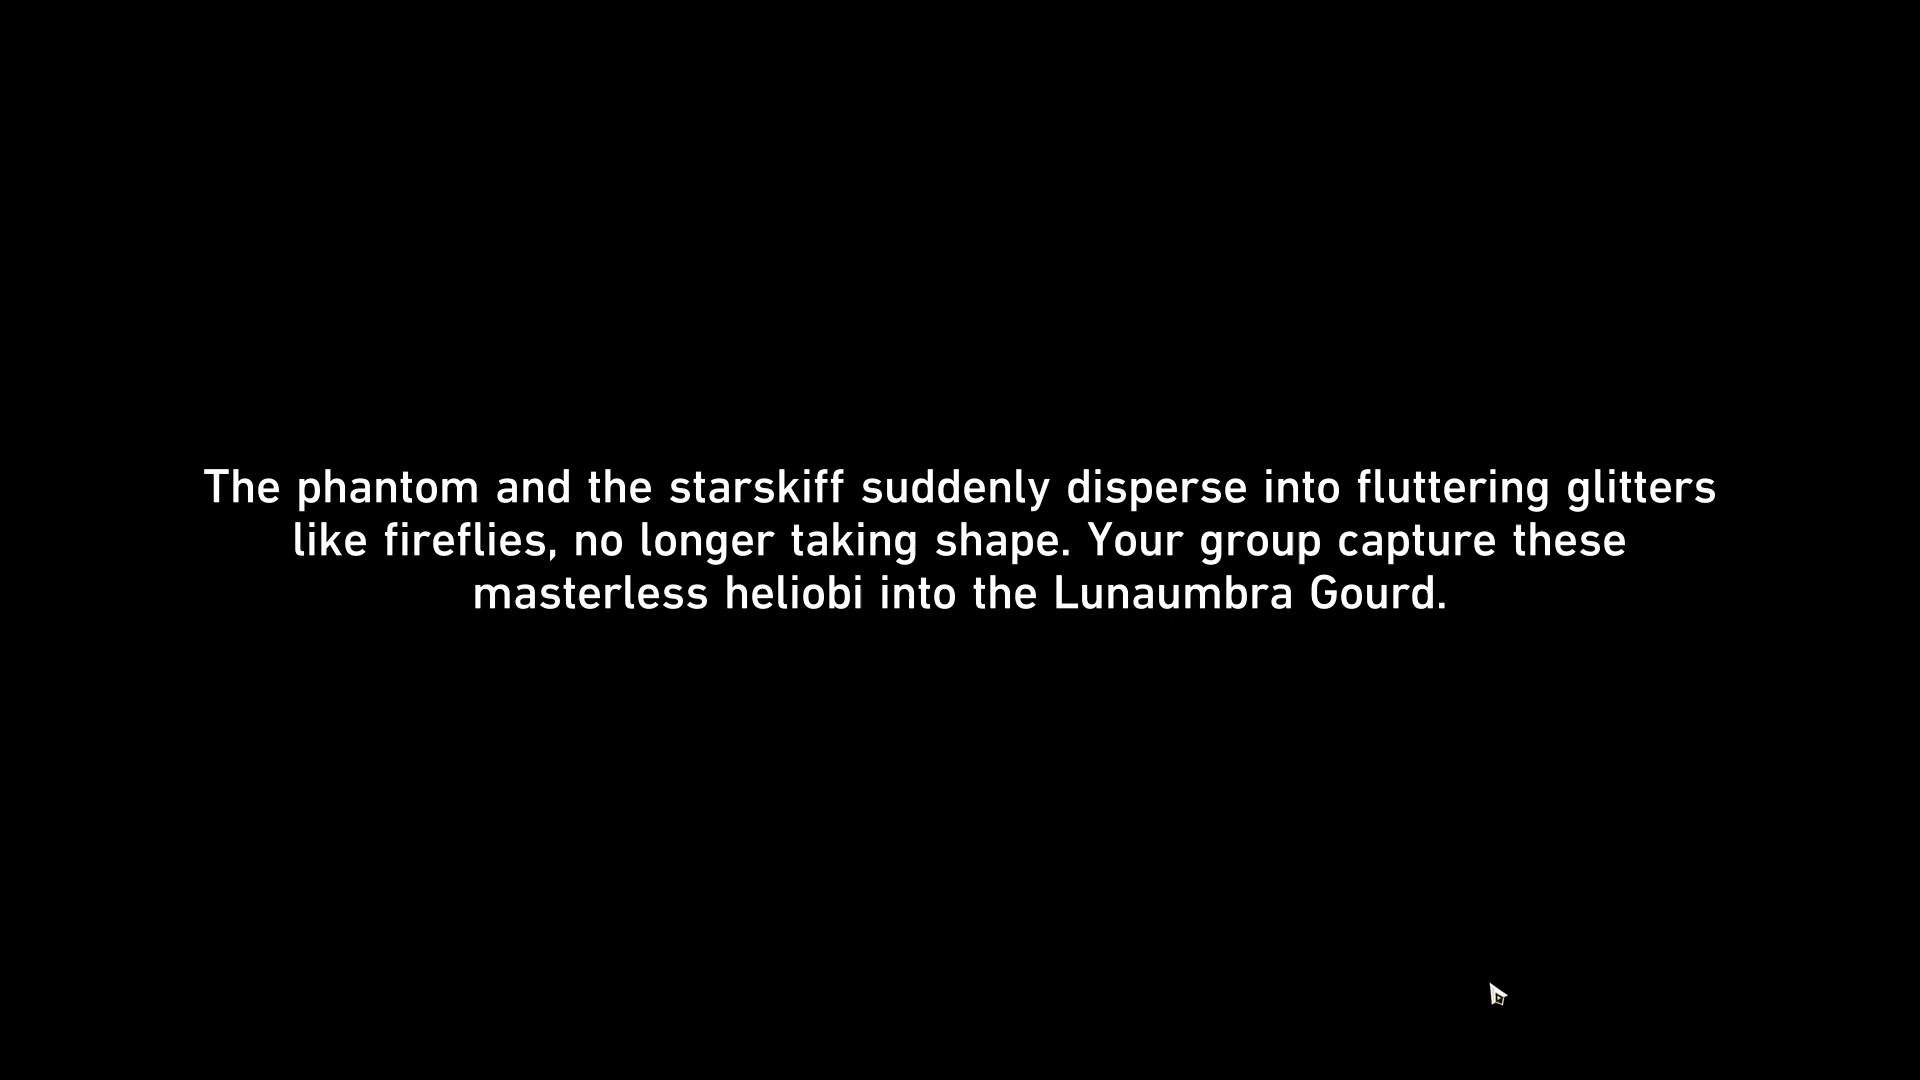 The phantom and the starskiff suddenly disperse into fluttering glitters
like fireflies, no longer taking shape. Your group capture these
masterless heliobi into the Lunaumbra Gourd.